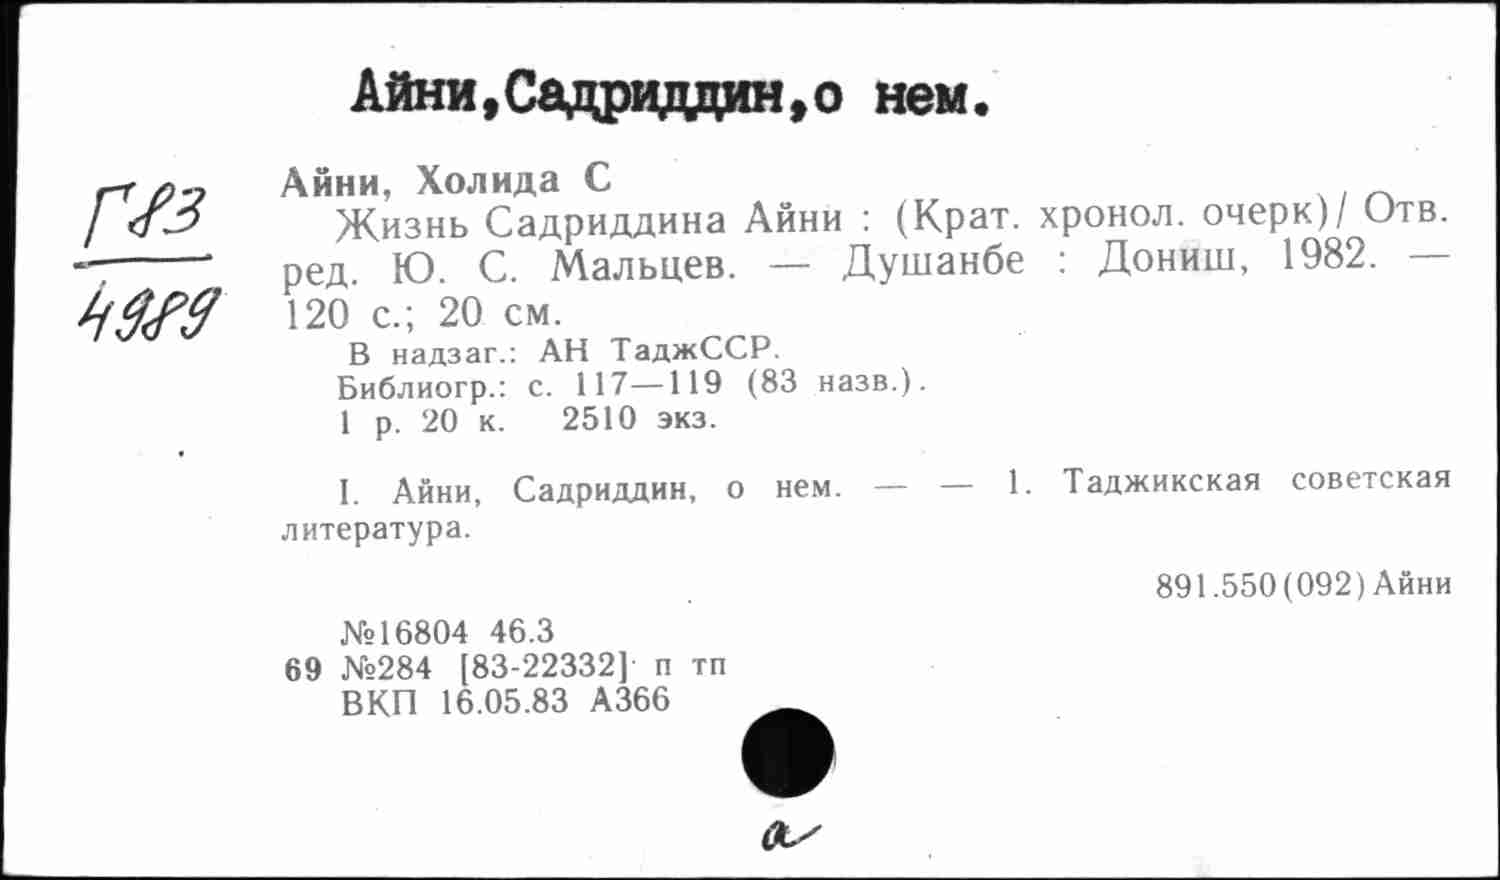 Айни,Садриддин,о нем.
Г83
4989
Айни, Холида С
Жизнь Садриддина Айни : (Крат. хронол. очерк)/ Отв.
ред. Ю. С. Мальцев. — Душанбе : Дониш, 1982. —
120 с.; 20 см.
В надзаг.: АН ТаджССР.
Библиогр.: с. 117—119 (83 назв.).
1 р. 20 к. 2510 экз.
I. Айни, Садриддин, о нем. — — 1. Таджикская советская
литература.
891.550(092)Айни
№16804 46.3
69 №284 [83-22332] п тп
ВКП 16.05.83 А366
а